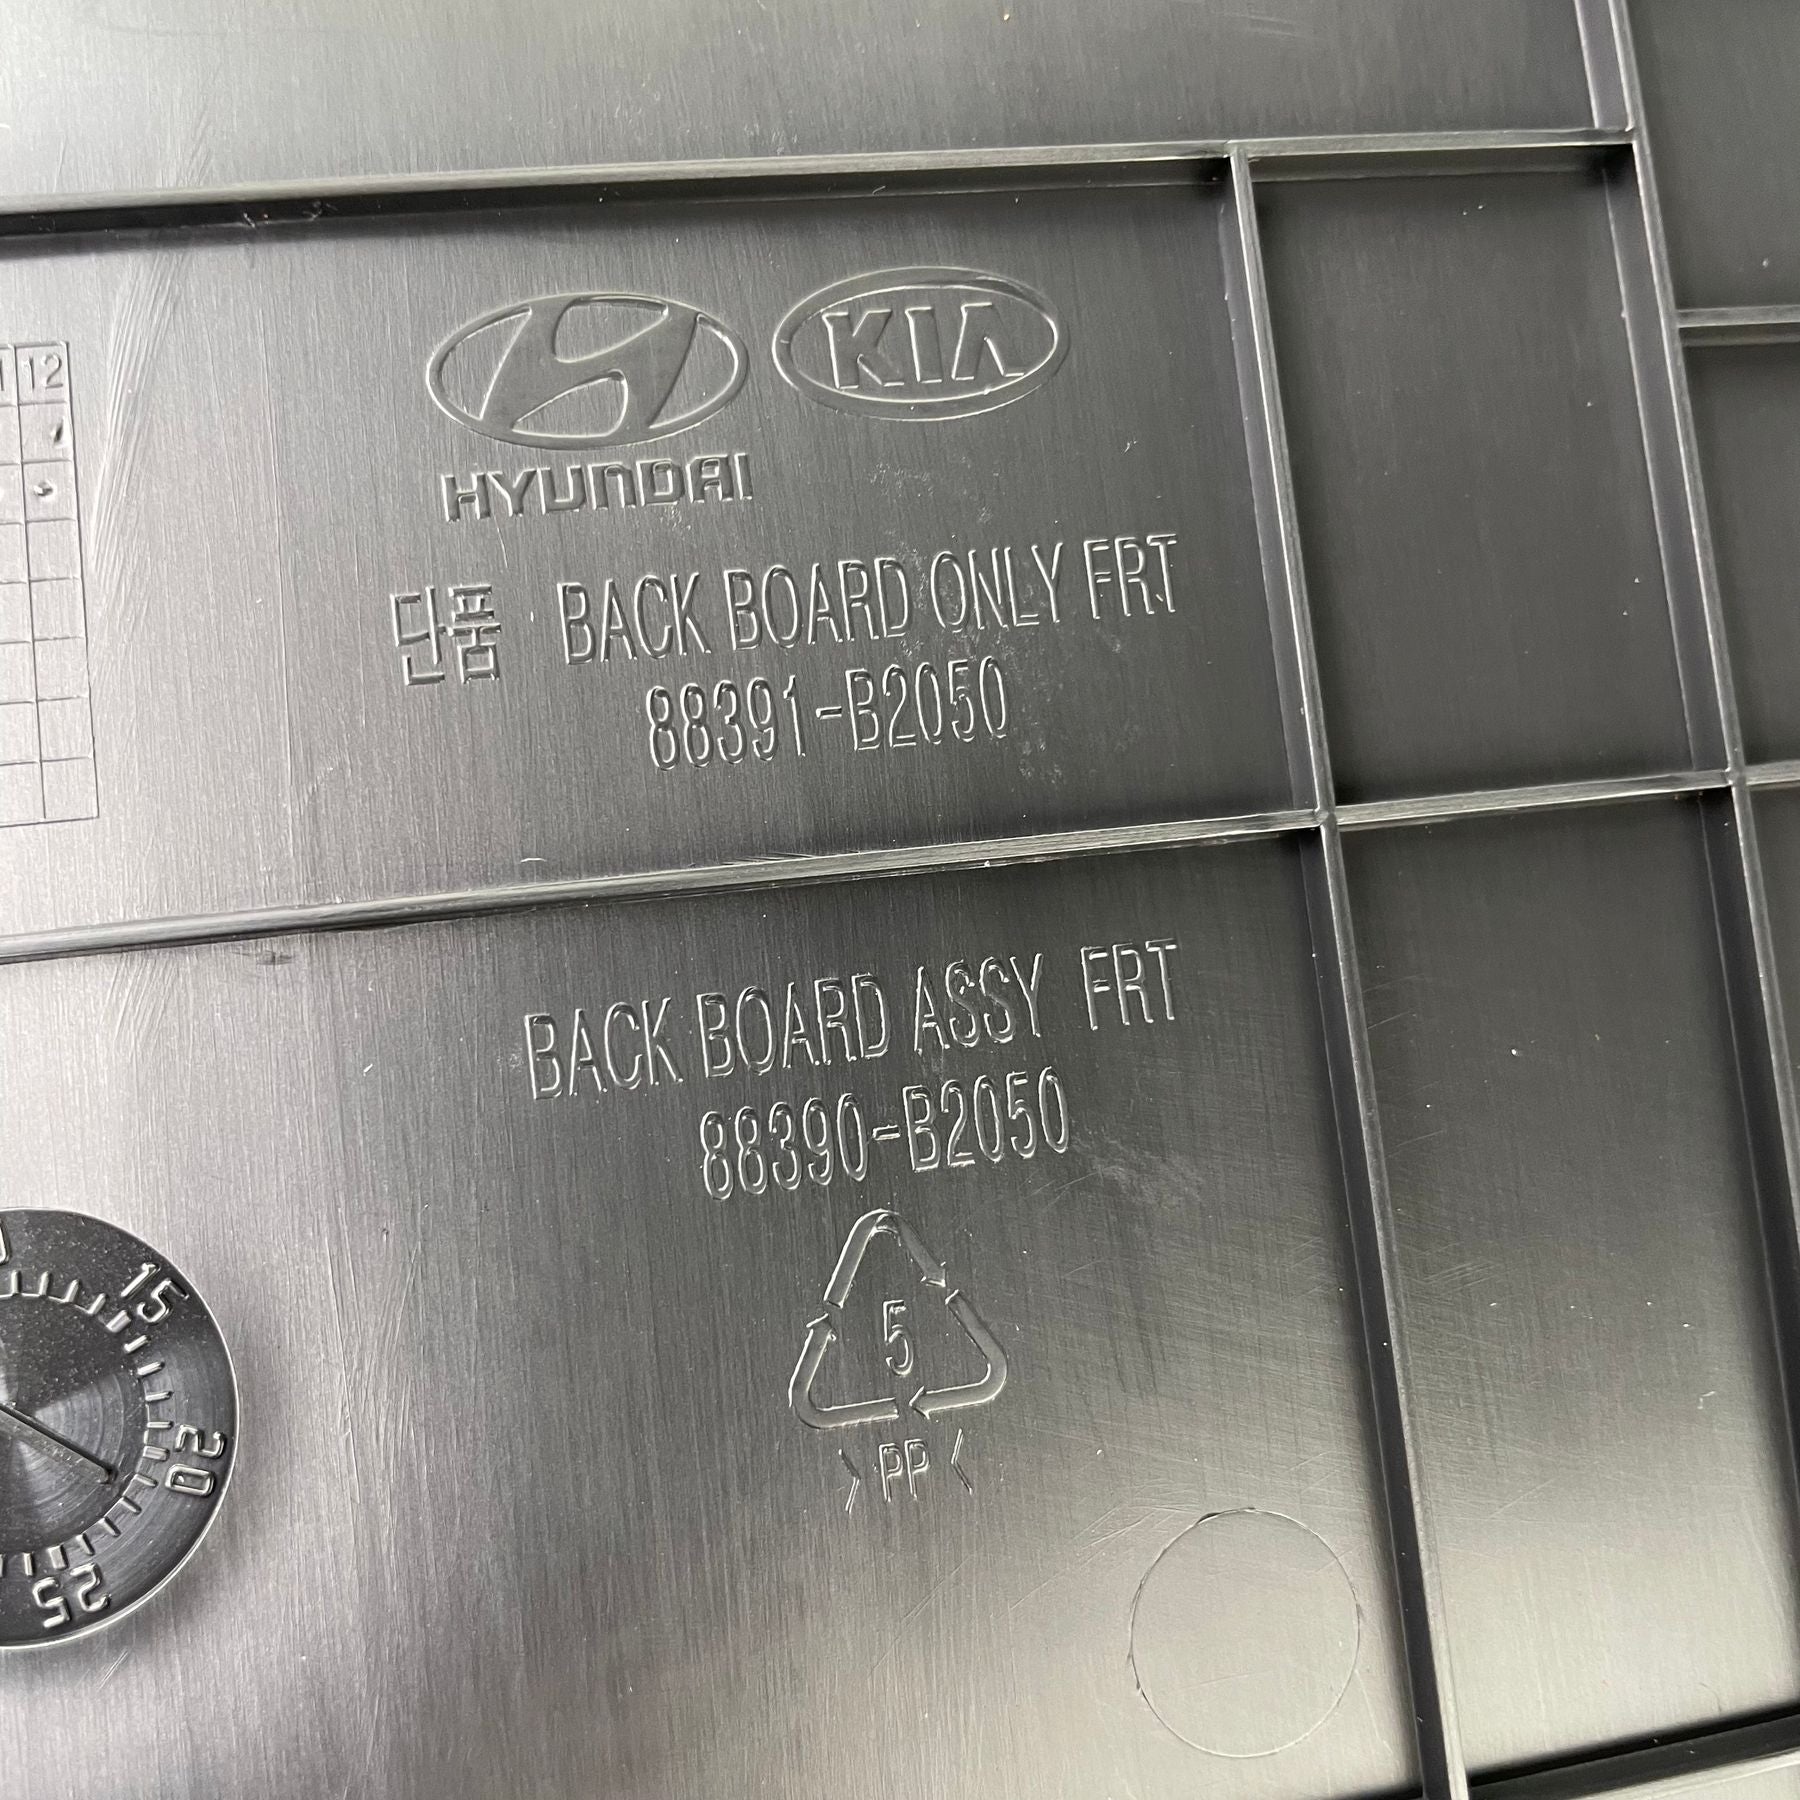 12
KIA
HYUNDAI
단품 BACK BOARD ONLY FRT
88391-B2050
BACK BOARD ASSY FRT
88390-B2050
5
>PP<
15
20
25